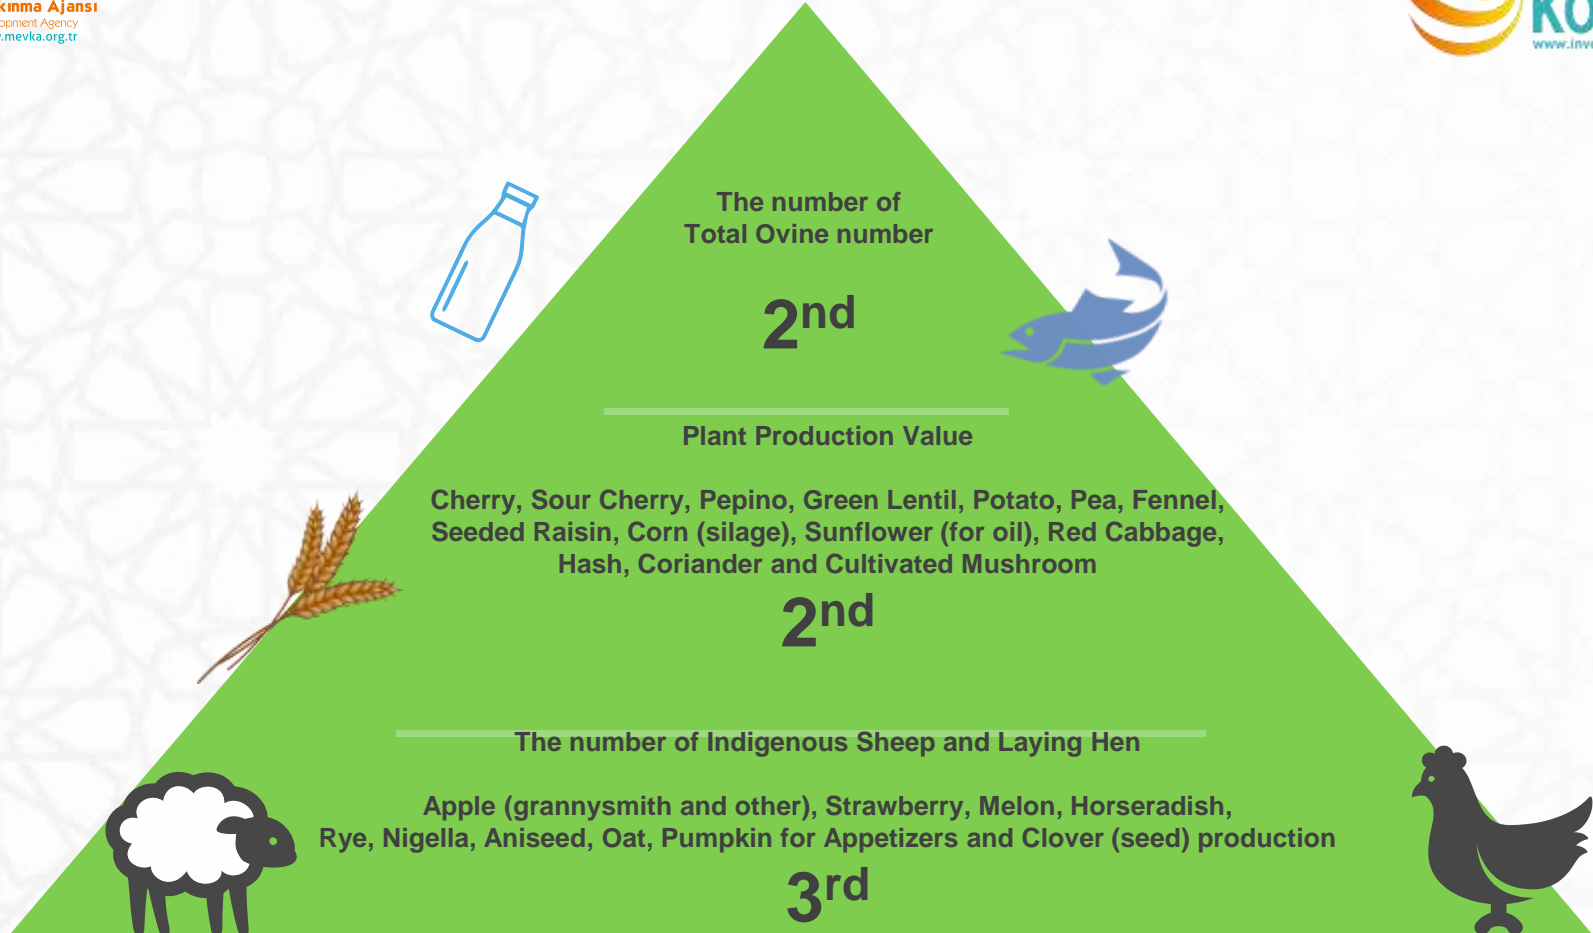 kınma Ajansı
opment Agency
.mevka.org.tr
KO
www.inve
The number of
Total Ovine number
2nd
Plant Production Value
Cherry, Sour Cherry, Pepino, Green Lentil, Potato, Pea, Fennel,
Seeded Raisin, Corn (silage), Sunflower (for oil), Red Cabbage,
Hash, Coriander and Cultivated Mushroom
2nd
The number of Indigenous Sheep and Laying Hen
Apple (grannysmith and other), Strawberry, Melon, Horseradish,
Rye, Nigella, Aniseed, Oat, Pumpkin for Appetizers and Clover (seed) production
3rd